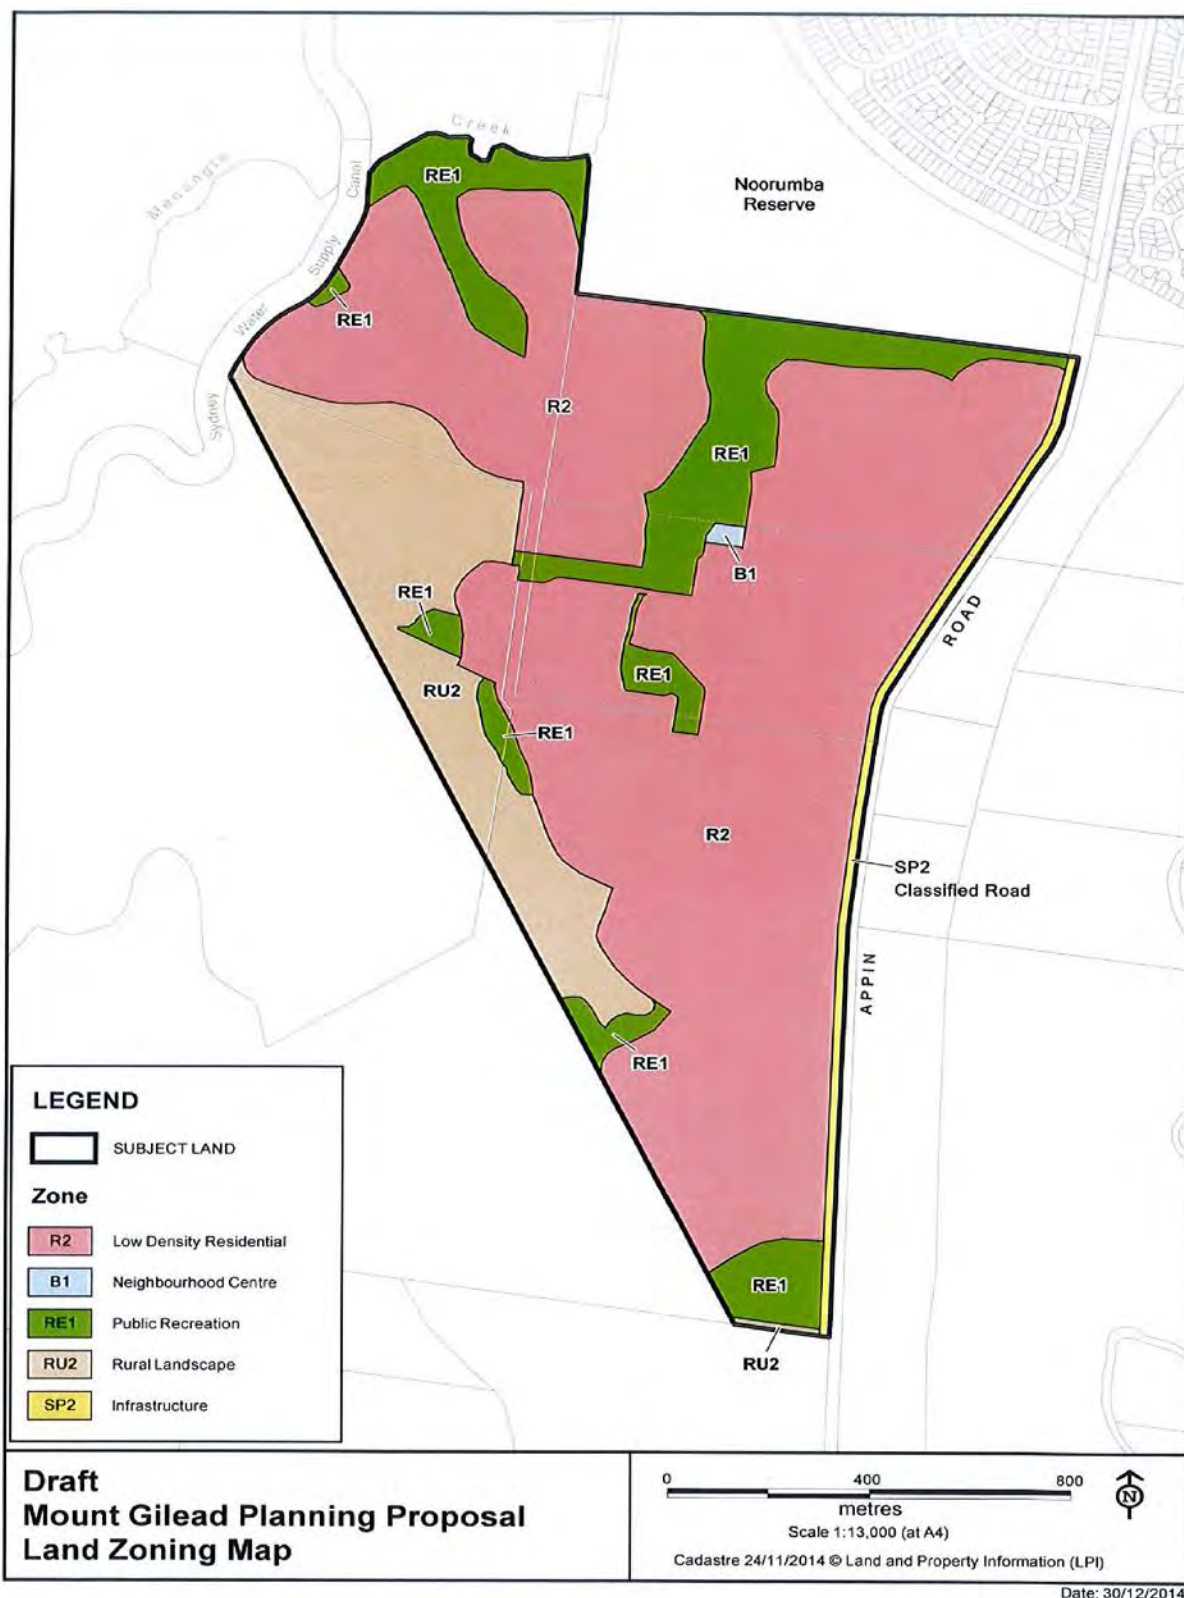 Creek
RE1
Menangle
Canal
Supply
Water
Sydney
Noorumba
Reserve
RE1
R2
RE1
B1
RE1
ROAD
RE1
RU2
RE1
R2
SP2
Classified Road
APPIN
RE1
RE1
RU2
LEGEND
SUBJECT LAND
Zone
R2 Low Density Residential
B1 Neighbourhood Centre
RE1 Public Recreation
RU2 Rural Landscape
SP2 Infrastructure
Draft
Mount Gilead Planning Proposal
Land Zoning Map
0 400 800
metres
Scale 1:13,000 (at A4)
N
Cadastre 24/11/2014 © Land and Property Information (LPI)
Date: 30/12/2014